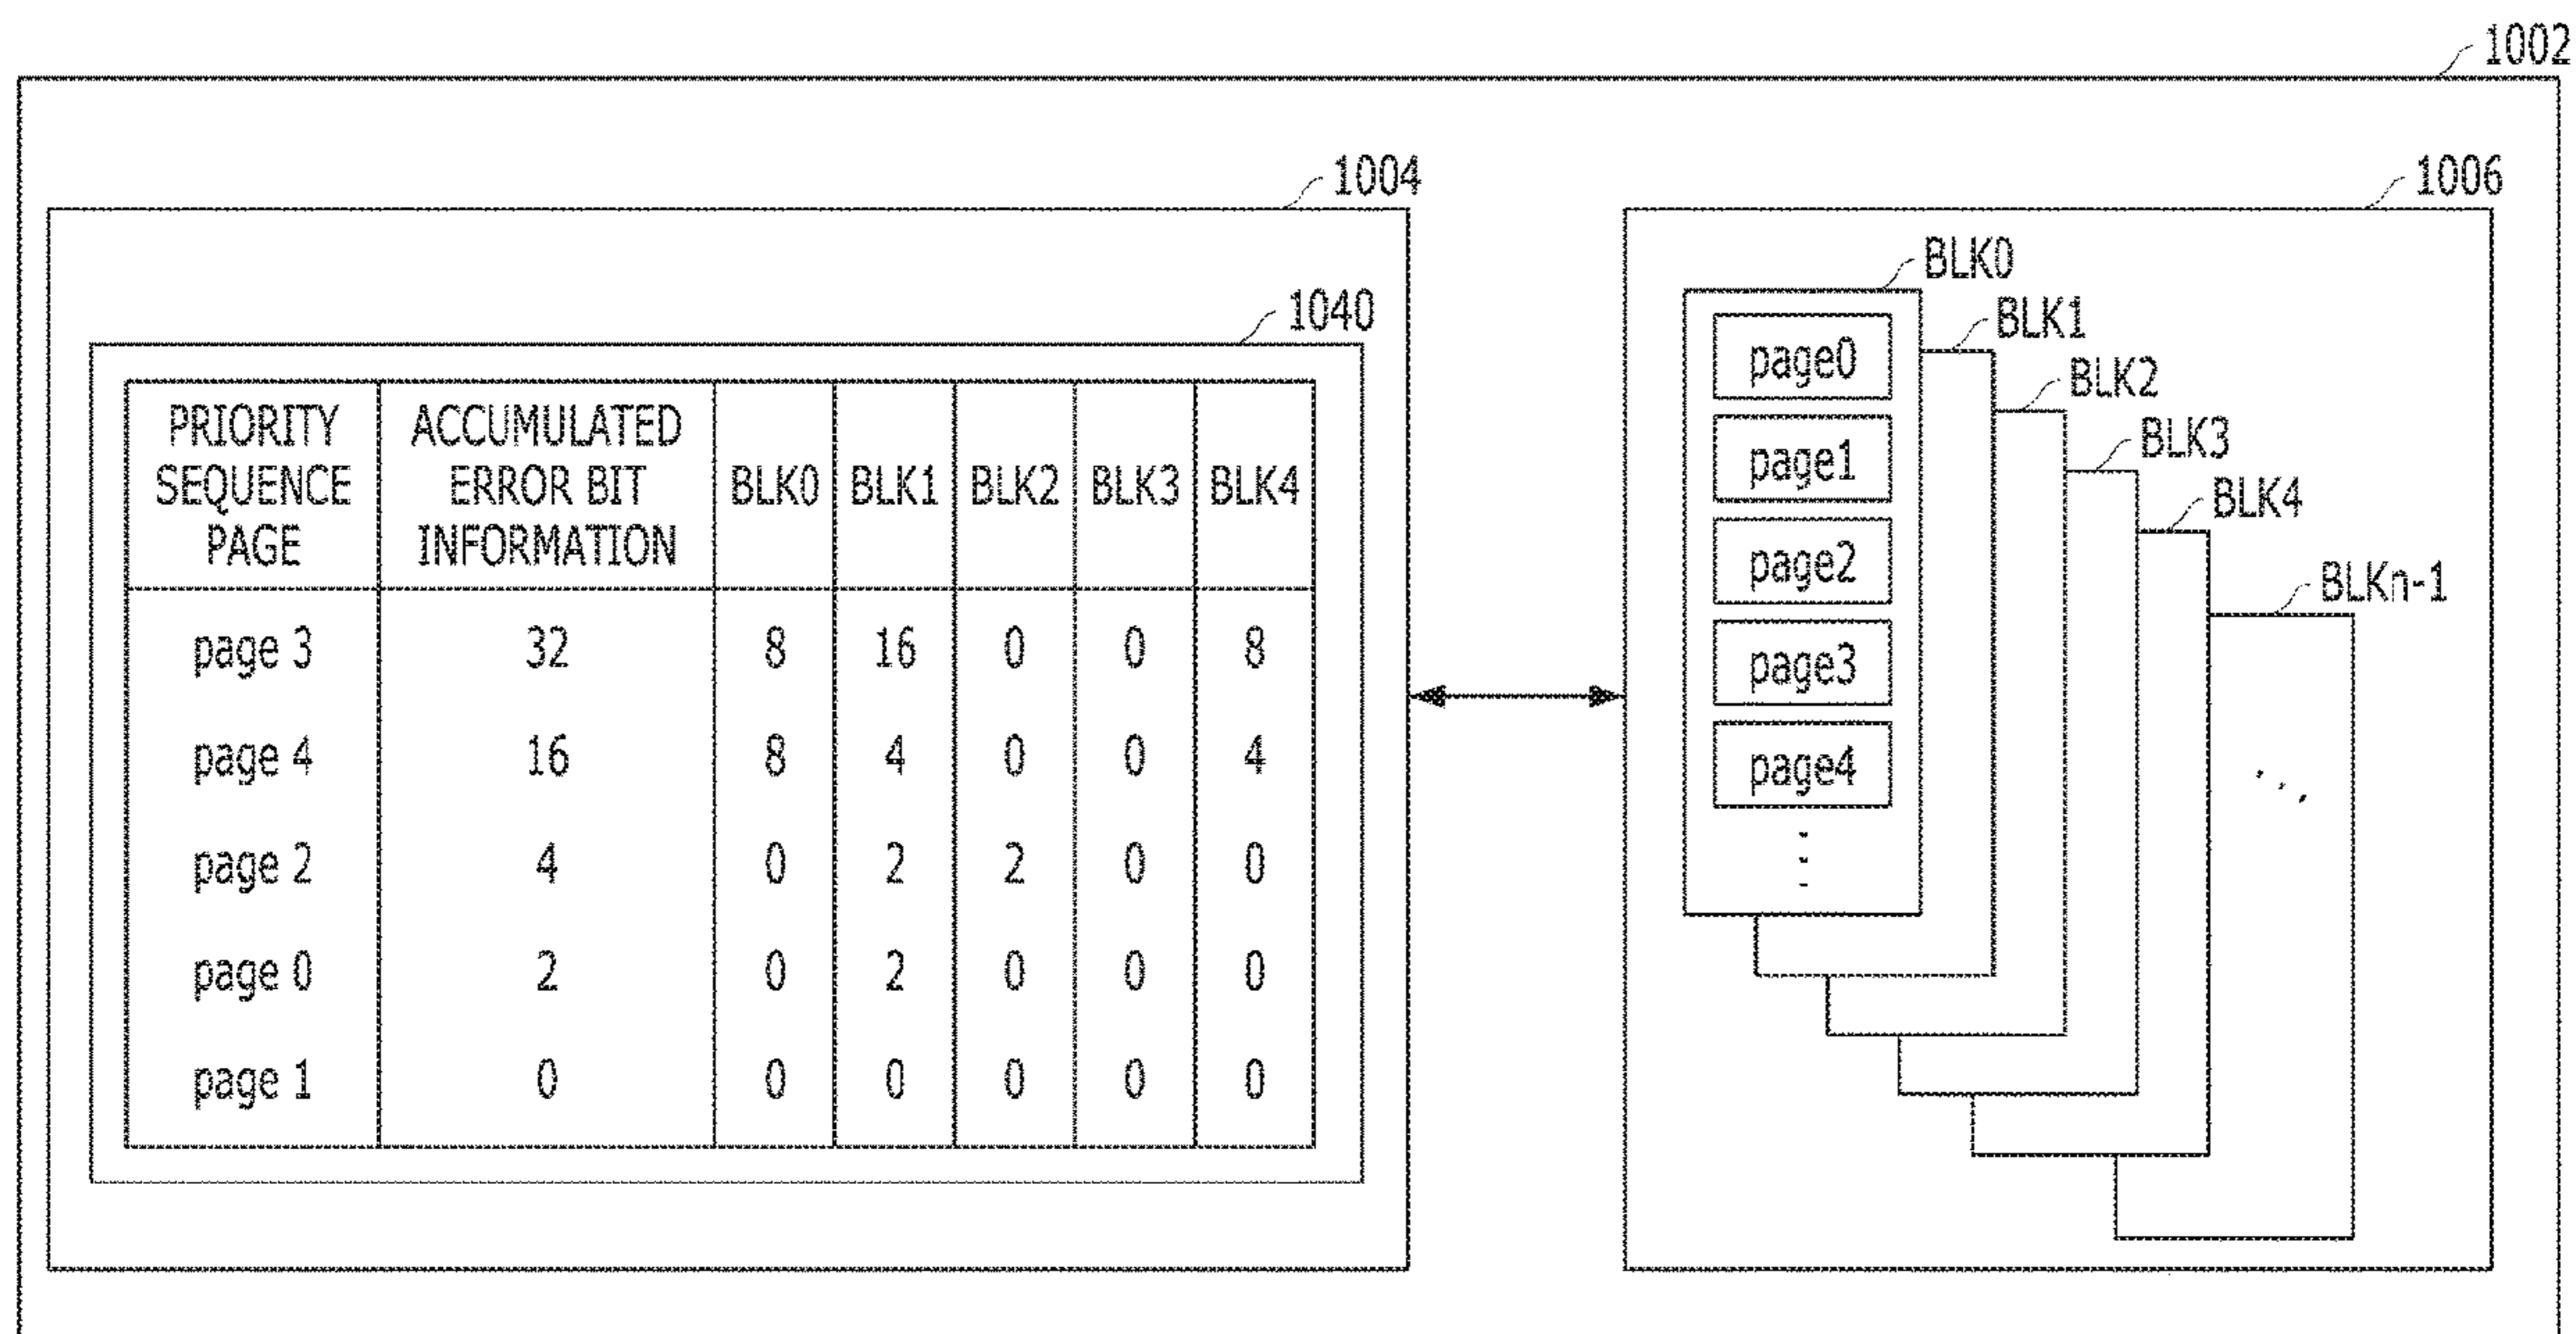 1002
1004
1006
1040
PRIORITY
SEQUENCE
PAGE
ACCUMULATED
ERROR BIT
INFORMATION
BLK0 BLK1 BLK2 BLK3 BLK4
page 3 32 8 16 0 0 8
page 4 16 8 4 0 0 4
page 2 4 0 2 2 0 0
page 0 2 0 2 0 0 0
page 1 0 0 0 0 0 0
BLK0
BLK1
BLK2
BLK3
BLK4
BLKn-1
page0
page1
page2
page3
page4